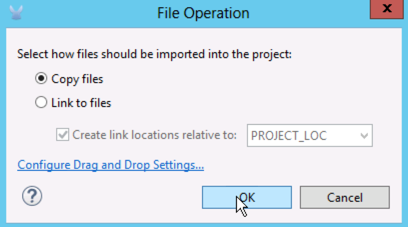 File Operation
x
Select how files should be imported into the project:
Copy files
Link to files
Create link locations relative to: PROJECT_LOC
Configure Drag and Drop Settings...
? OK Cancel